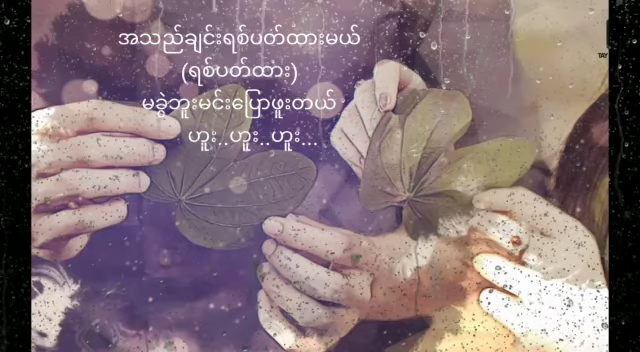 အသည်ချင်းရစ်ပတ်ထားမယ်
(ရစ်ပတ်ထား)
မခွဲဘူးမင်းပြောဖူးတယ်
ဟူး..ဟူး..ဟူး...
TAY